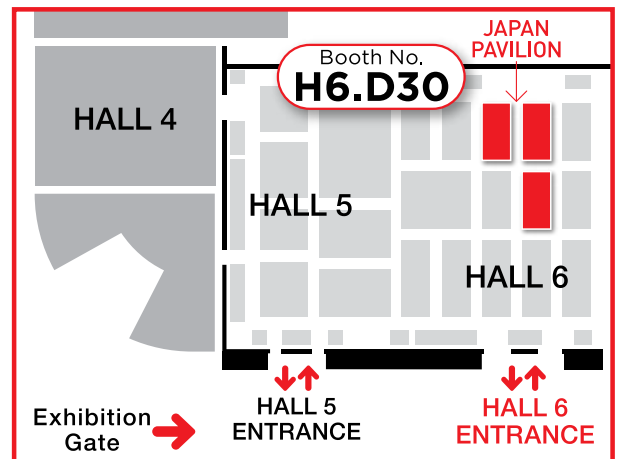 JAPAN
PAVILION
Booth No.
H6.D30
HALL 4
HALL 5
HALL 6
HALL 5
ENTRANCE
HALL 6
ENTRANCE
Exhibition
Gate